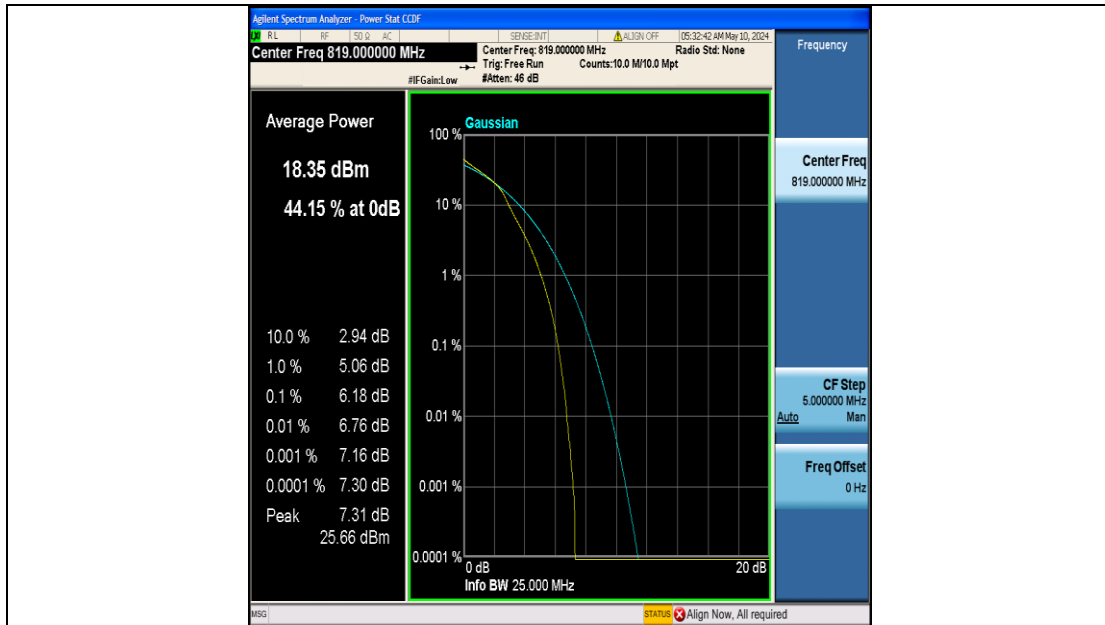 Agilent Spectrum Analyzer - Power Stat CCDF
RL RF 50 Ω AC SENSE:INT ALIGN OFF 05:32:42 AM May 10, 2024
Center Freq 819.000000 MHz
Center Freq: 819.000000 MHz Radio Std: None
Trig: Free Run Counts:10.0 M/10.0 Mpt
#IFGain:Low #Atten: 46 dB
Frequency
Average Power
18.35 dBm
44.15 % at 0dB
10.0 % 2.94 dB
1.0 % 5.06 dB
0.1 % 6.18 dB
0.01 % 6.76 dB
0.001 % 7.16 dB
0.0001 % 7.30 dB
Peak 7.31 dB
25.66 dBm
Gaussian
100 %
10 %
1 %
0.1 %
0.01 %
0.001 %
0.0001 %
0 dB 20 dB
Info BW 25.000 MHz
Center Freq
819.000000 MHz
CF Step
5.000000 MHz
Auto Man
Freq Offset
0 Hz
MSG STATUS Align Now, All required